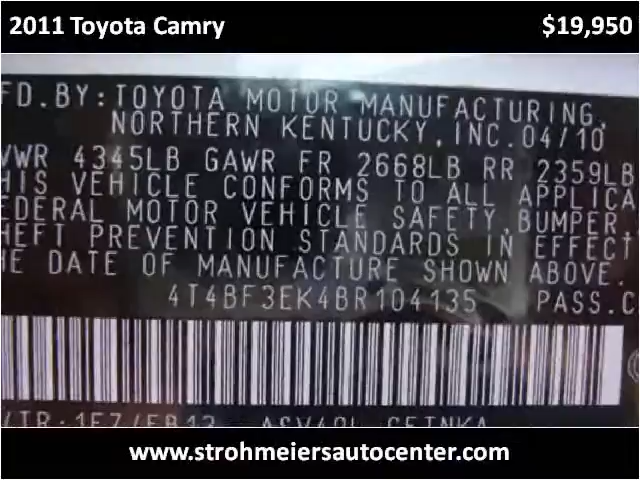 2011 Toyota Camry $19,950
FD.BY:TOYOTA MOTOR MANUFACTURING,
NORTHERN KENTUCKY,INC.04/10
VWR 4345LB GAWR FR 2668LB RR 2359LB
HIS VEHICLE CONFORMS TO ALL APPLICA
EDERAL MOTOR VEHICLE SAFETY,BUMPER,
HEFT PREVENTION STANDARDS IN EFFECT
HE DATE OF MANUFACTURE SHOWN ABOVE.
4T4BF3EK4BR104135 PASS.C
www.strohmeiersautocenter.com